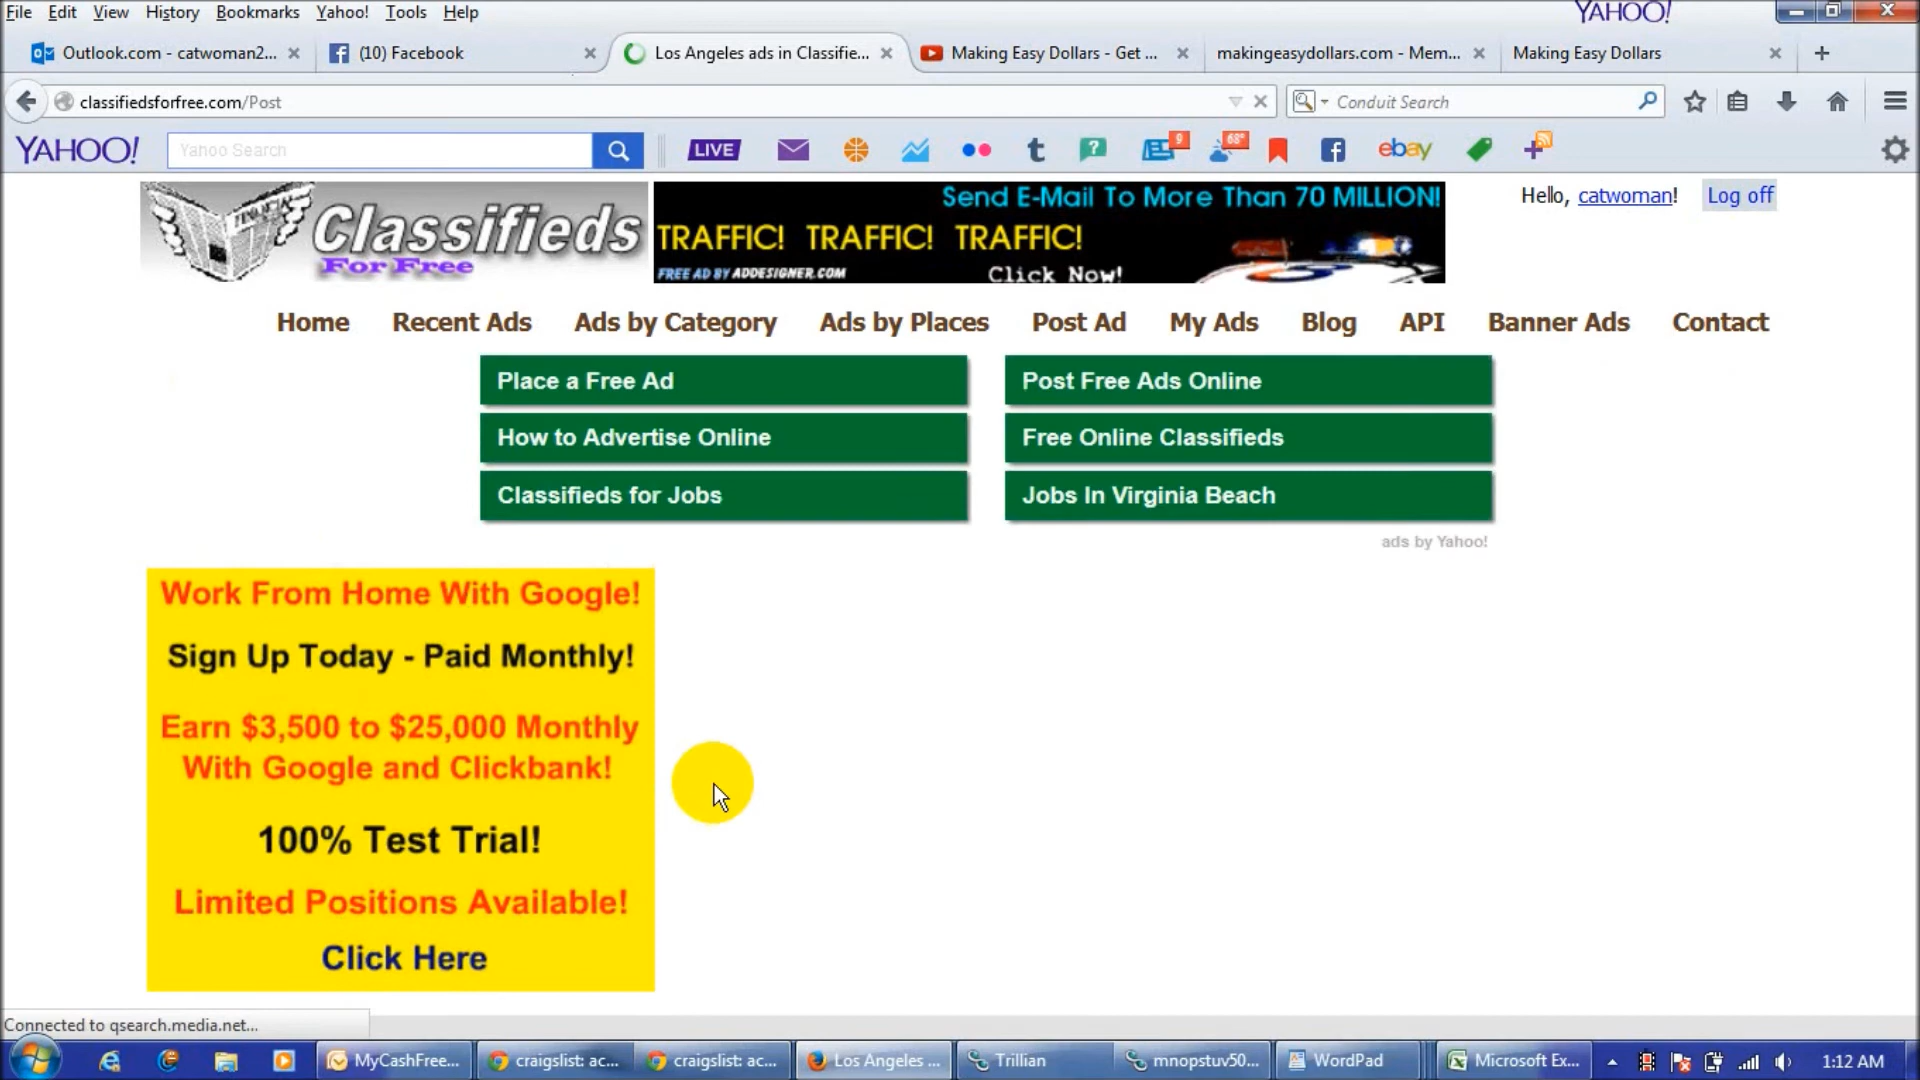 YAHOO!
File Edit View History Bookmarks Yahoo! Tools Help
Outlook.com - catwoman2... (10) Facebook Los Angeles ads in Classifie... Making Easy Dollars - Get ... makingeasydollars.com - Mem... Making Easy Dollars
classifiedsforfree.com/Post Conduit Search
YAHOO! Yahoo Search LIVE t ? 9 68° ebay
FINANCIAL
Classifieds
For Free
Send E-Mail To More Than 70 MILLION!
TRAFFIC! TRAFFIC! TRAFFIC!
FREE AD BY ADDESIGNER.COM Click Now!
Hello, catwoman! Log off
Home Recent Ads Ads by Category Ads by Places Post Ad My Ads Blog API Banner Ads Contact
Place a Free Ad Post Free Ads Online
How to Advertise Online Free Online Classifieds
Classifieds for Jobs Jobs In Virginia Beach
ads by Yahoo!
Work From Home With Google!
Sign Up Today - Paid Monthly!
Earn $3,500 to $25,000 Monthly
With Google and Clickbank!
100% Test Trial!
Limited Positions Available!
Click Here
Connected to qsearch.media.net...
MyCashFree... craigslist: ac... craigslist: ac... Los Angeles ... Trillian mnopstuv50... WordPad Microsoft Ex... 1:12 AM